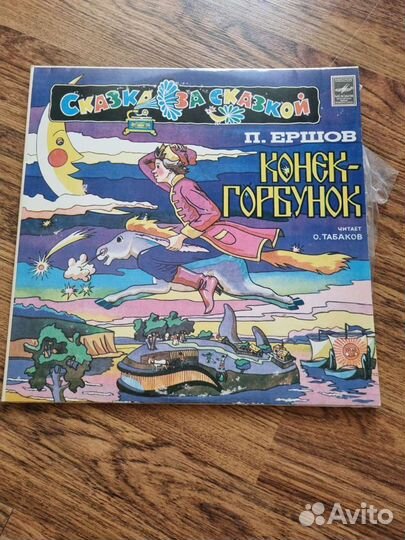 СКАЗКА ЗА СКАЗКОЙ
П. ЕРШОВ
КОНЕК-
ГОРБУНОК
ЧИТАЕТ
О. ТАБАКОВ
Avito